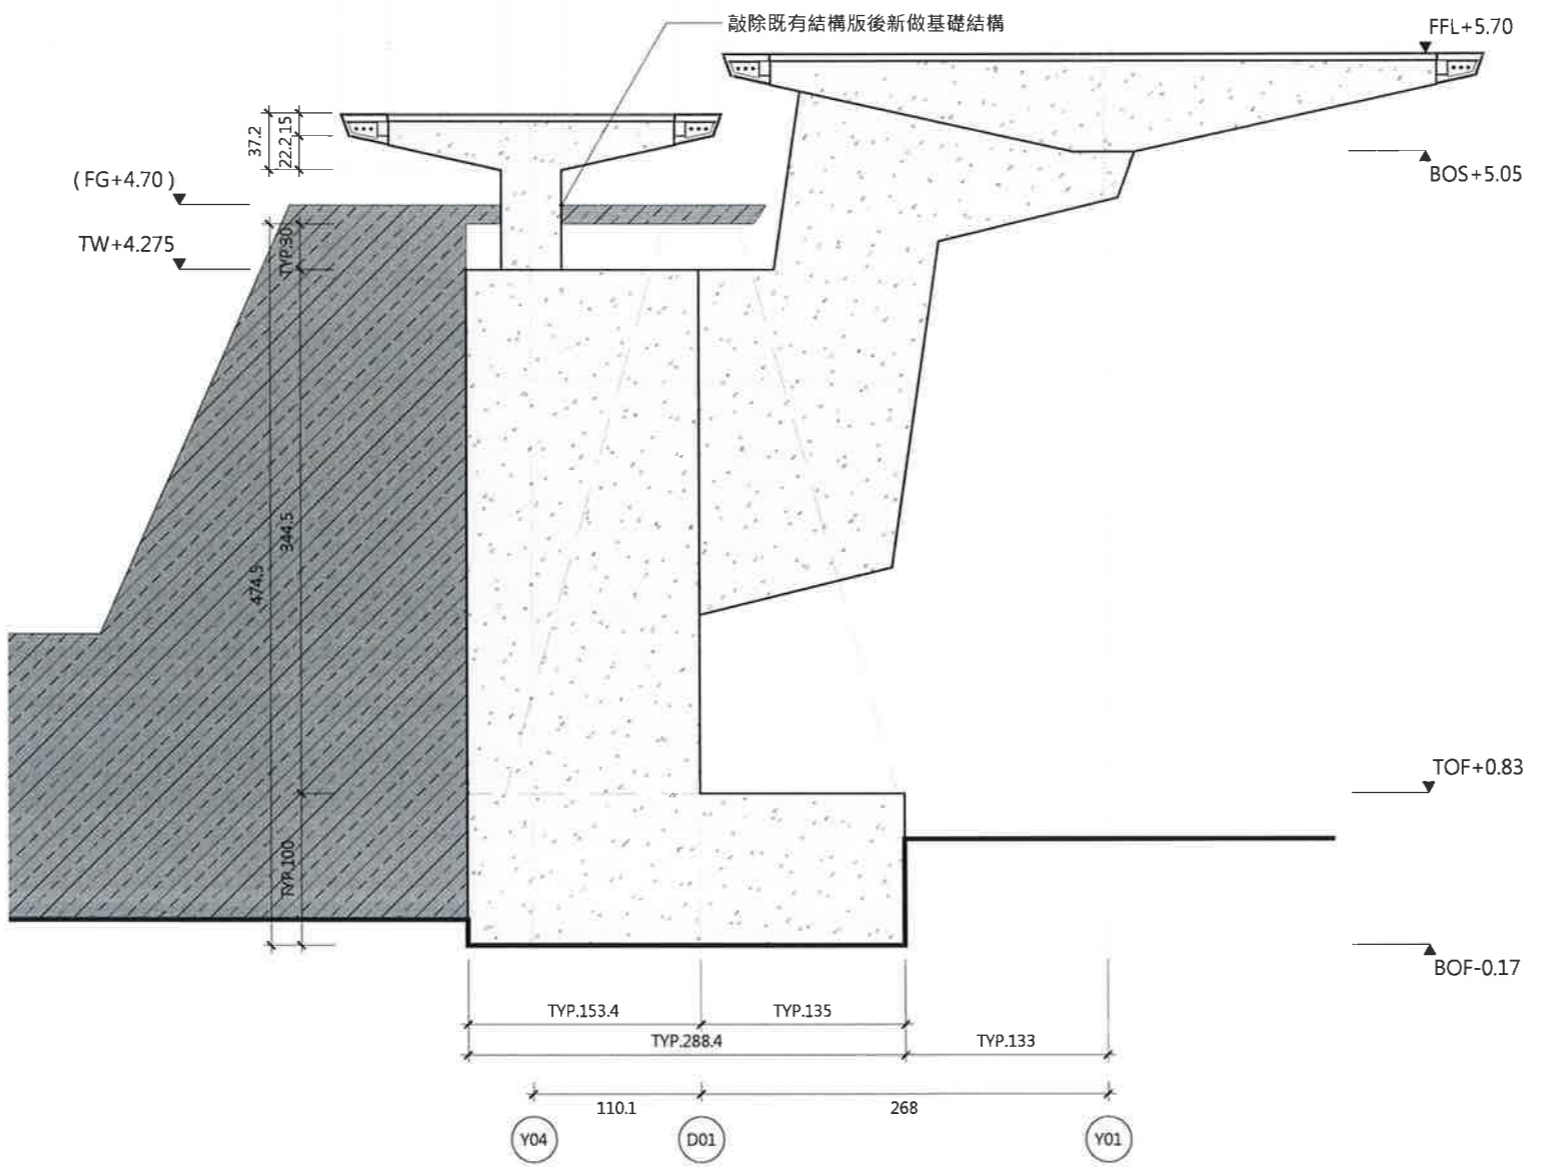 敲除既有結構版後新做基礎結構
FFL+5.70
37.2
15
22.2
BOS+5.05
( FG+4.70 )
TW+4.275
TYP.30
344.5
474.5
TYP.100
TOF+0.83
BOF-0.17
TYP.153.4
TYP.135
TYP.288.4
TYP.133
110.1
268
Y04
D01
Y01